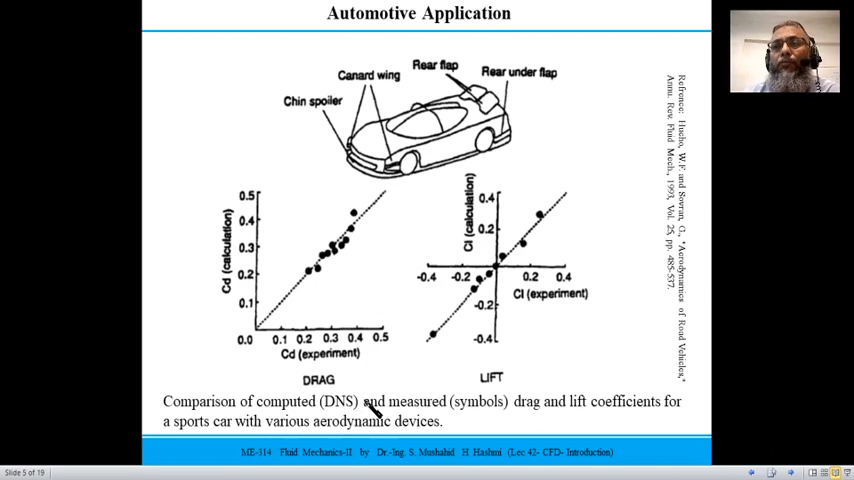 Automotive Application
Rear flap
Canard wing
Rear under flap
Chin spoiler
Refrence: Hucho, W.F. and Sovran, G., "Aerodynamics of Road Vehicles,"
Annu. Rev. Fluid Mech., 1993, Vol. 25, pp. 485-537.
0.5
0.4
0.3
0.2
0.1
0.0
0.1 0.2 0.3 0.4 0.5
Cd (calculation)
Cd (experiment)
DRAG
0.4
0.2
-0.4 -0.2
0.2 0.4
-0.2
-0.4
Cl (calculation)
Cl (experiment)
LIFT
Comparison of computed (DNS) and measured (symbols) drag and lift coefficients for
a sports car with various aerodynamic devices.
ME-314 Fluid Mechanics-II by Dr.-Ing. S. Mushahid H. Hashmi (Lec 42- CFD- Introduction)
Slide 5 of 19